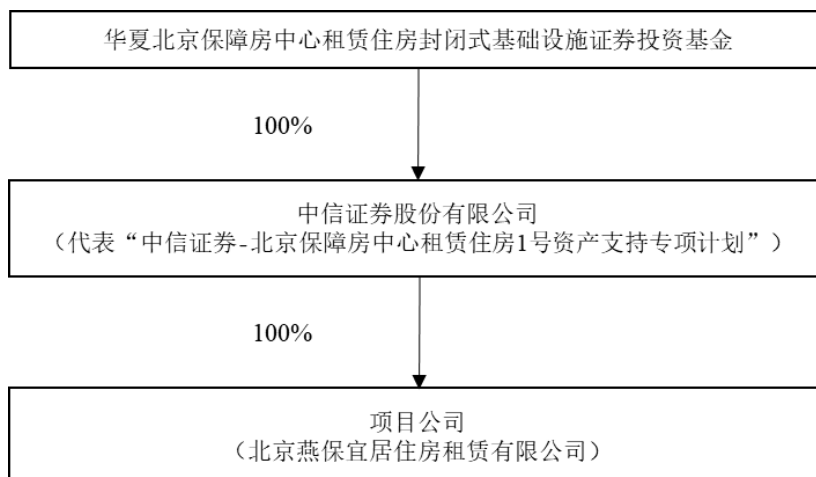 华夏北京保障房中心租赁住房封闭式基础设施证券投资基金
100%
中信证券股份有限公司
（代表“中信证券-北京保障房中心租赁住房1号资产支持专项计划”）
100%
项目公司
（北京燕保宜居住房租赁有限公司）